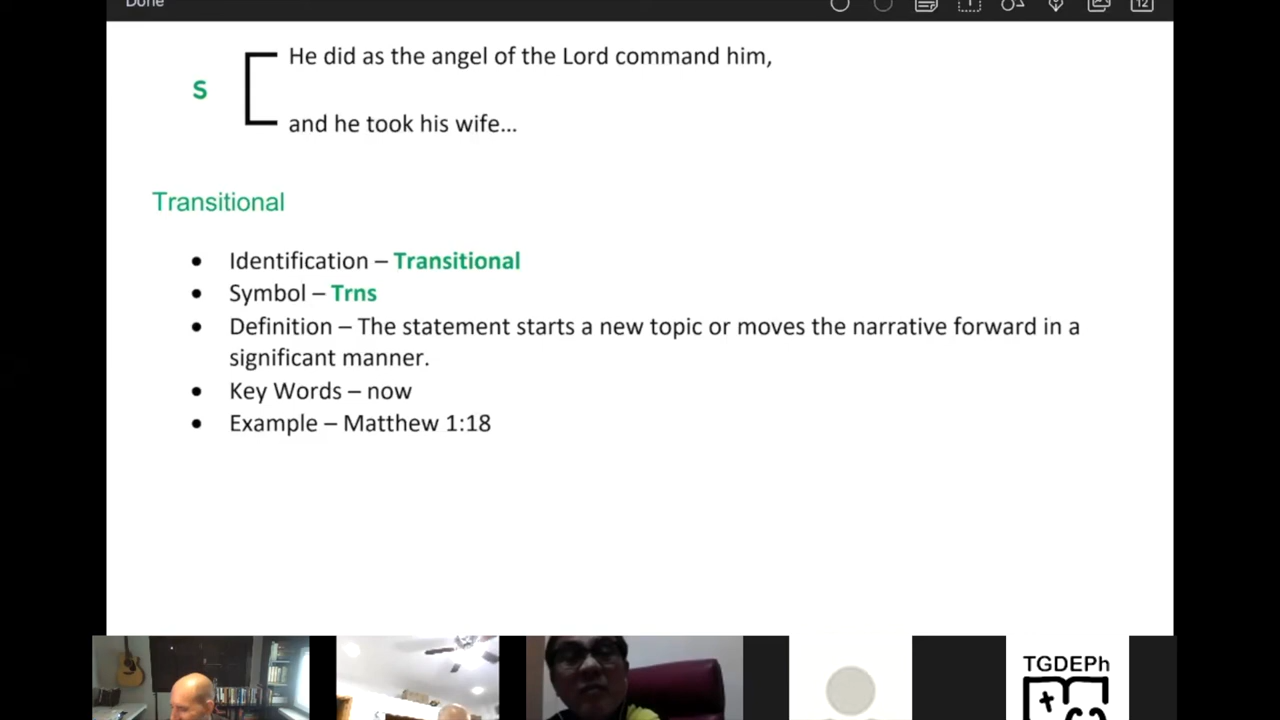 Done
12
He did as the angel of the Lord command him,
S
and he took his wife...
Transitional
• Identification – Transitional
• Symbol – Trns
• Definition – The statement starts a new topic or moves the narrative forward in a
significant manner.
• Key Words – now
• Example – Matthew 1:18
TGDEPh